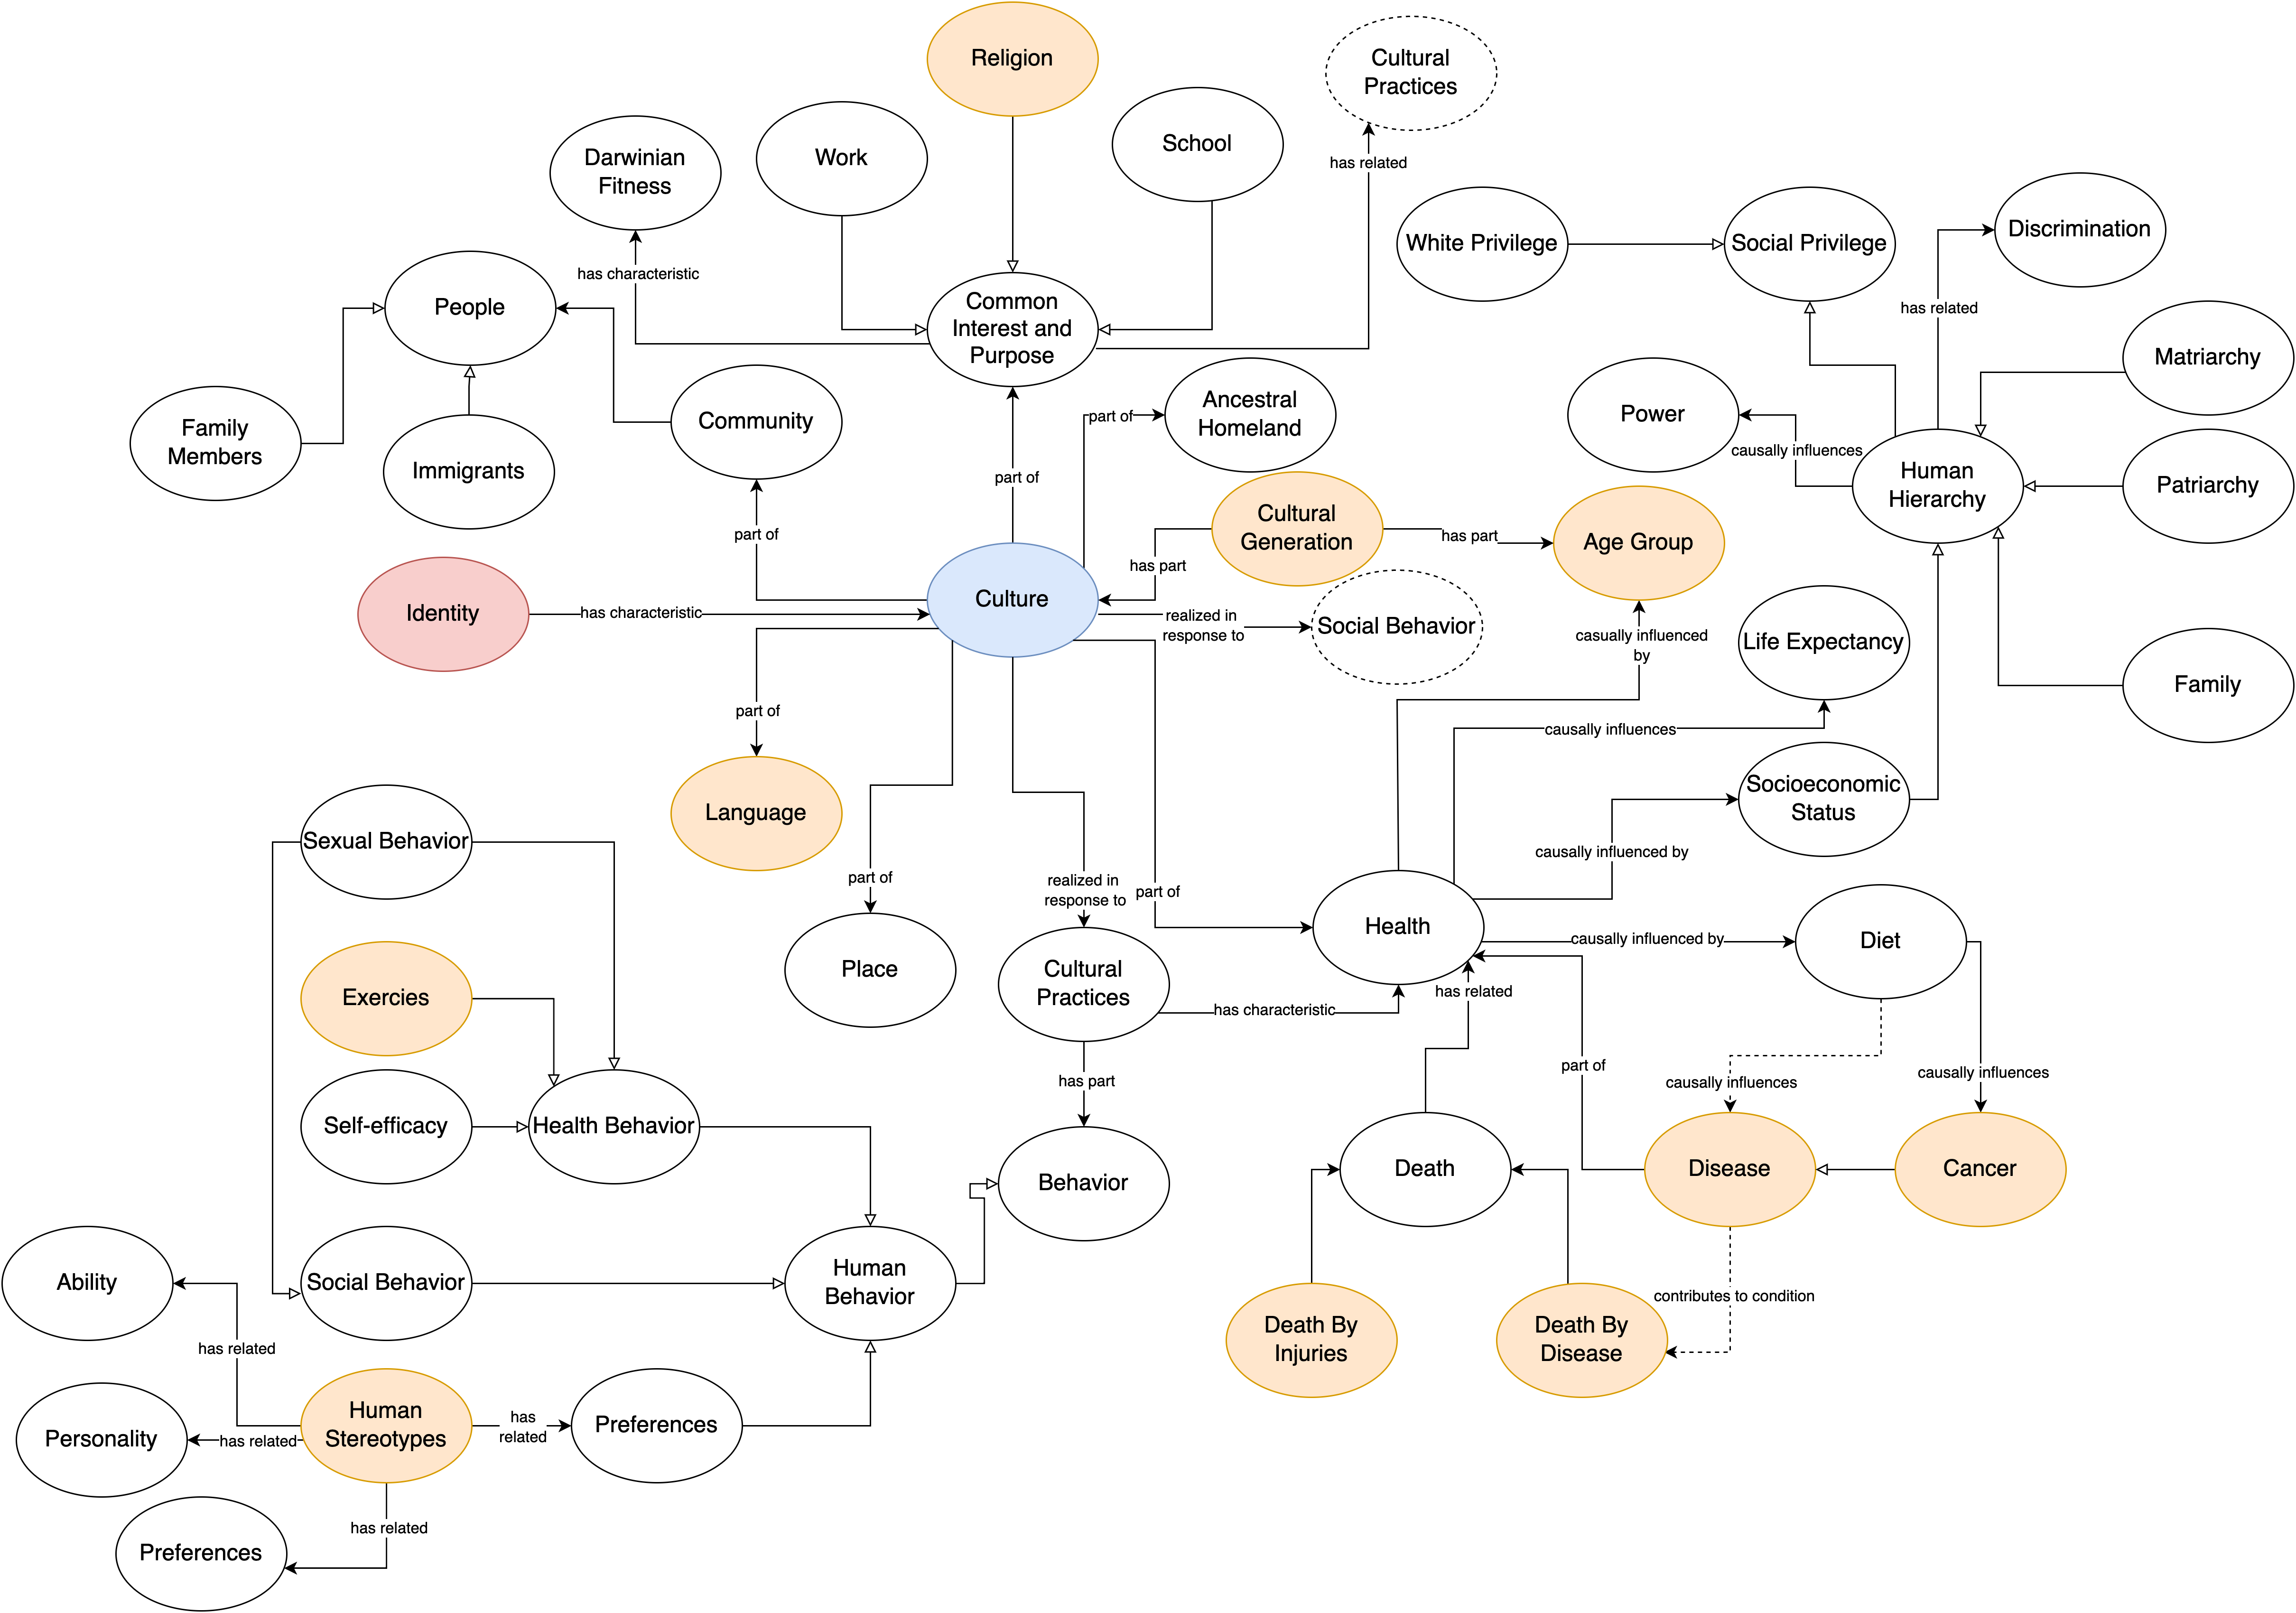 Religion
Cultural
Practices
Darwinian
Fitness
Work
School
has related
White Privilege
Social Privilege
Discrimination
has characteristic
People
Common
Interest and
Purpose
has related
Matriarchy
Family
Members
Immigrants
Community
part of
Ancestral
Homeland
Power
causally influences
Human
Hierarchy
Patriarchy
part of
part of
Cultural
Generation
has part
Age Group
has part
Identity
has characteristic
Culture
realized in
response to
Social Behavior
casually influenced
by
Life Expectancy
Family
part of
causally influences
Language
Socioeconomic
Status
Sexual Behavior
causally influenced by
part of
realized in
response to
part of
Health
causally influenced by
Diet
Exercies
Place
Cultural
Practices
has characteristic
has related
part of
causally influences
causally influences
has part
Self-efficacy
Health Behavior
Behavior
Death
Disease
Cancer
Ability
Social Behavior
Human
Behavior
contributes to condition
Death By
Injuries
Death By
Disease
has related
Personality
has related
Human
Stereotypes
has
related
Preferences
has related
Preferences